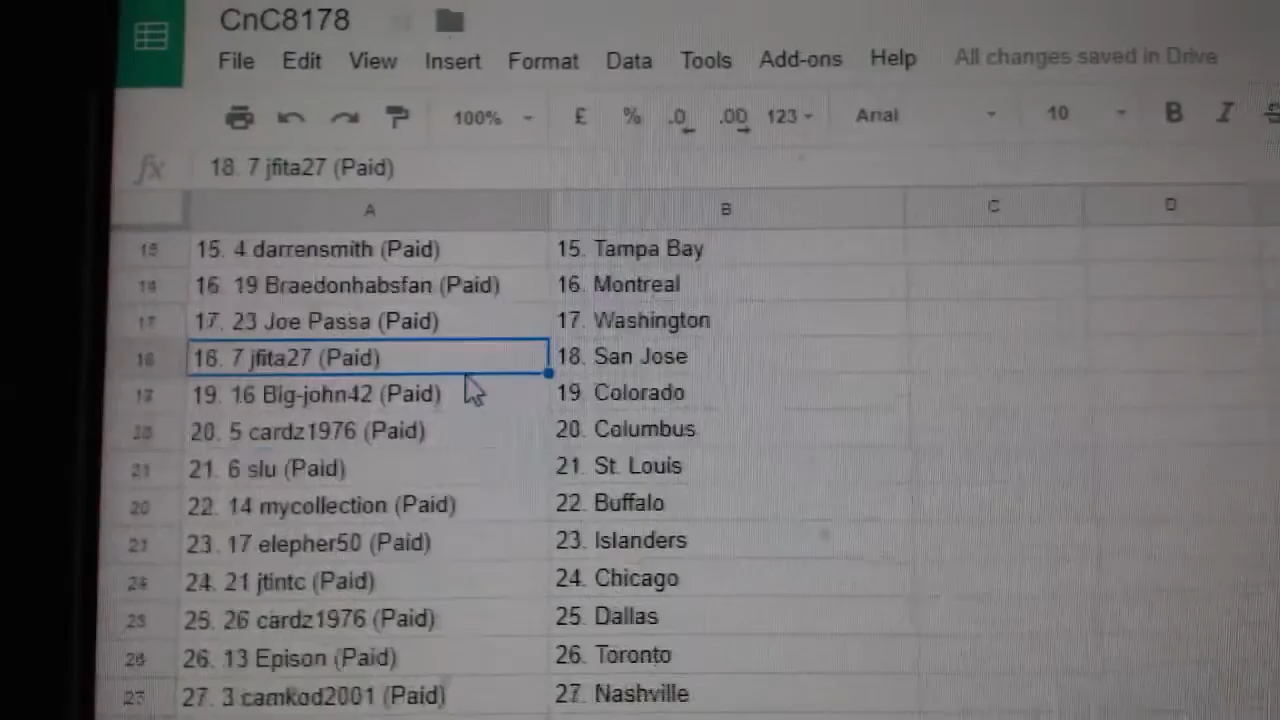 CnC8178
File Edit View Insert Format Data Tools Add-ons Help All changes saved in Drive
100% £ % .0 .00 123 Arial 10 B I S
fx 18. 7 jfita27 (Paid)
A B C D
15. 4 darrensmith (Paid) 15. Tampa Bay
16. 19 Braedonhabsfan (Paid) 16. Montreal
17 17. 23 Joe Passa (Paid) 17. Washington
7 jfita27 (Paid) 18. San Jose
19. 16 Big-john42 (Paid) 19. Colorado
20. 5 cardz1976 (Paid) 20. Columbus
21. 6 slu (Paid) 21. St. Louis
22. 14 mycollection (Paid) 22. Buffalo
23. 17 elepher50 (Paid) 23. Islanders
24. 21 jtintc (Paid) 24. Chicago
25. 26 cardz1976 (Paid) 25. Dallas
26. 13 Epison (Paid) 26. Toronto
27. 3 camkod2001 (Paid) 27. Nashville